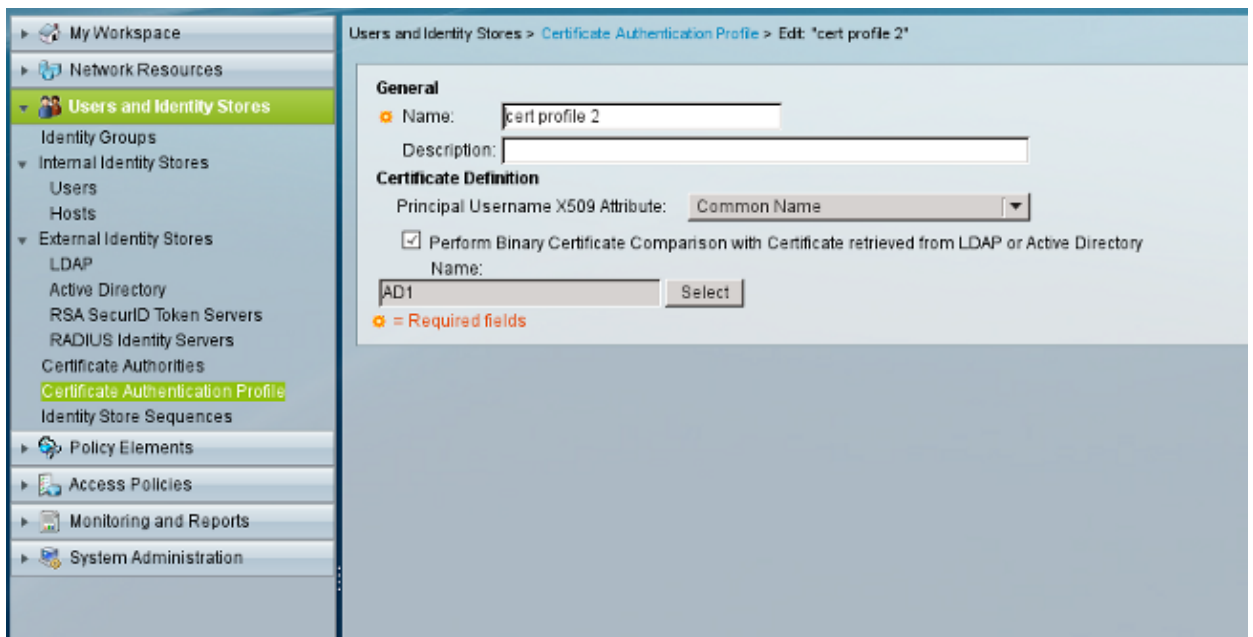 My Workspace
Network Resources
Users and Identity Stores
Identity Groups
Internal Identity Stores
Users
Hosts
External Identity Stores
LDAP
Active Directory
RSA SecurID Token Servers
RADIUS Identity Servers
Certificate Authorities
Certificate Authentication Profile
Identity Store Sequences
Policy Elements
Access Policies
Monitoring and Reports
System Administration
Users and Identity Stores > Certificate Authentication Profile > Edit: "cert profile 2"
General
Name: cert profile 2
Description:
Certificate Definition
Principal Username X509 Attribute: Common Name
Perform Binary Certificate Comparison with Certificate retrieved from LDAP or Active Directory
Name:
AD1 Select
= Required fields